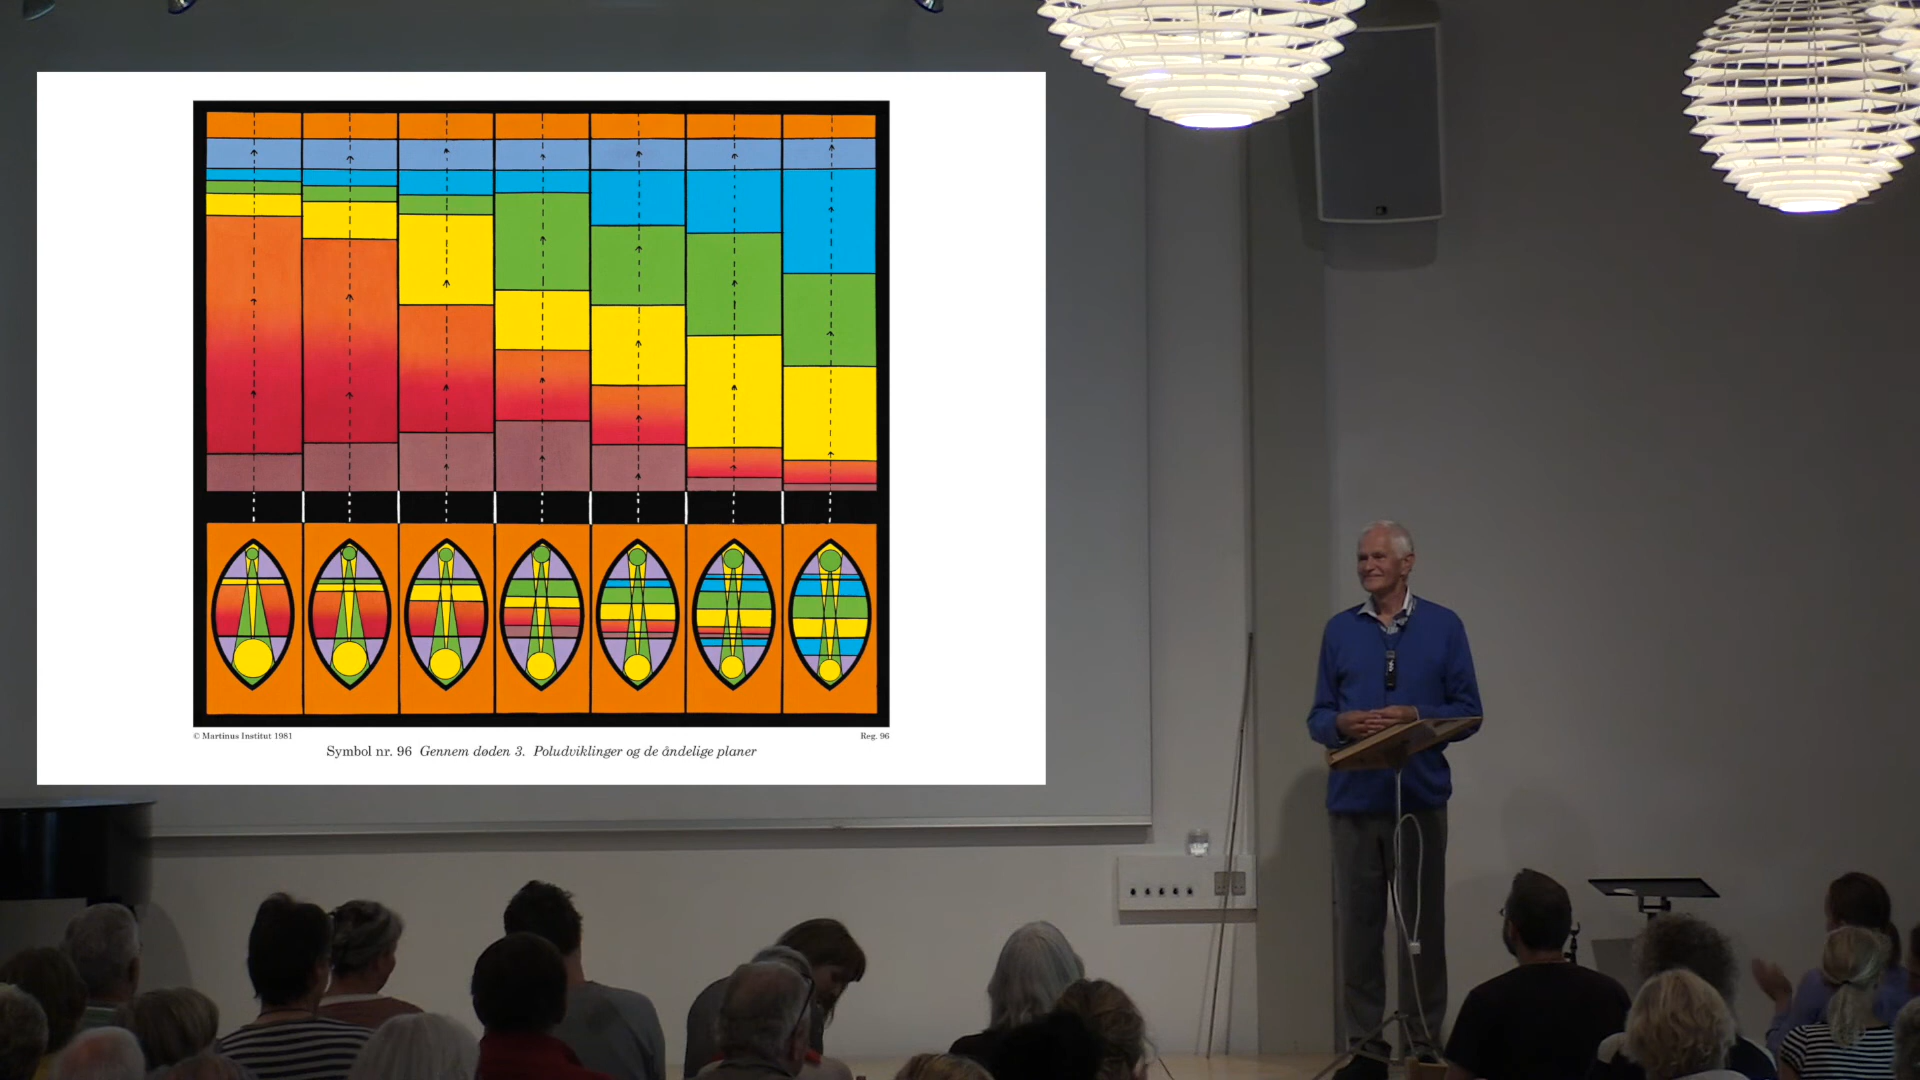 © Martinus Institut 1981
Reg. 96
Symbol nr. 96 Gennem døden 3. Poludviklinger og de åndelige planer